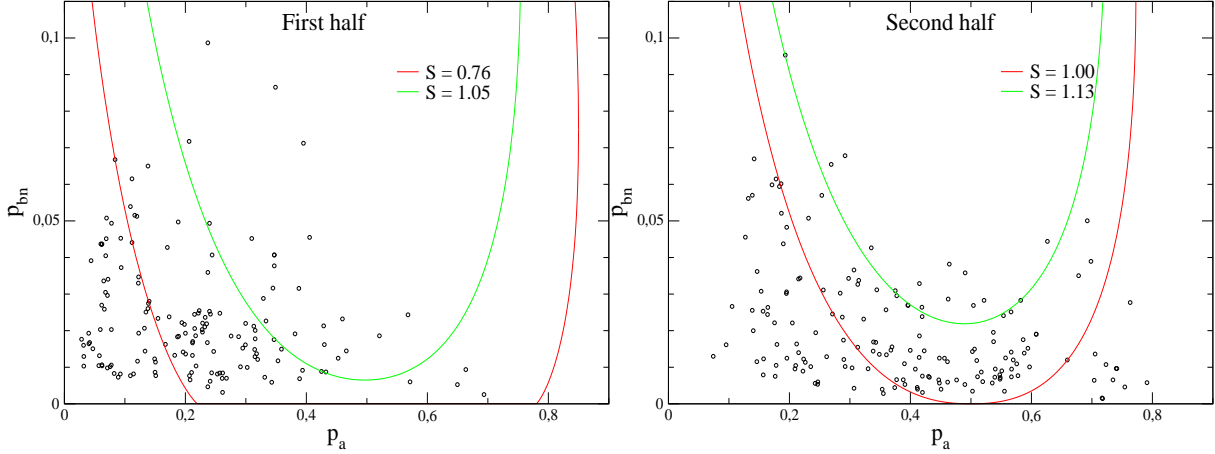 First half
S = 0.76
S = 1.05
0,1
0,05
0
p_bn
0 0,2 0,4 0,6 0,8
p_a
Second half
S = 1.00
S = 1.13
0,1
0,05
0
p_bn
0 0,2 0,4 0,6 0,8
p_a